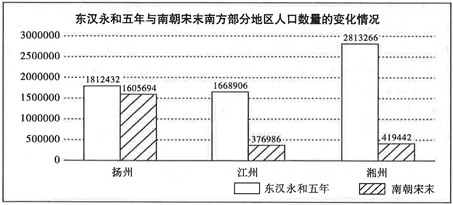 东汉永和五年与南朝宋末南方部分地区人口数量的变化情况
3000000
2500000
2000000
1500000
1000000
500000
0
1812432
1605694
1668906
376986
2813266
419442
扬州
江州
湘州
东汉永和五年
南朝宋末